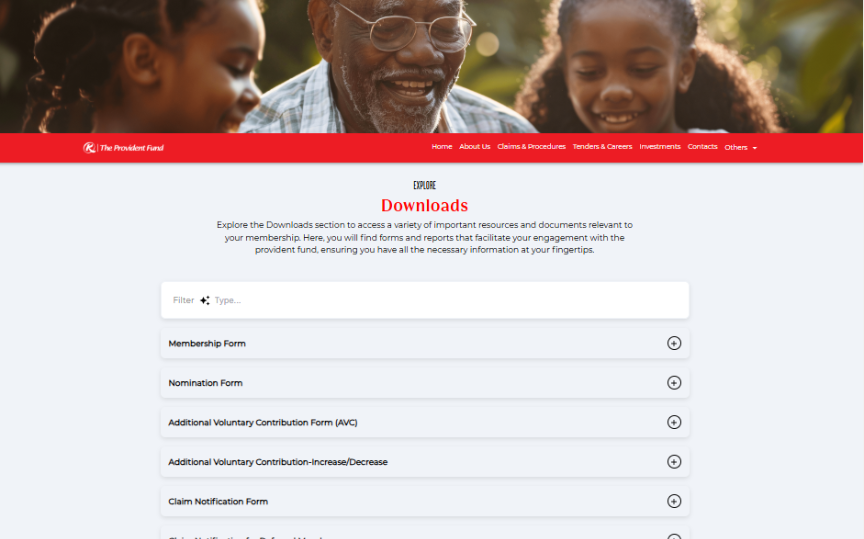 The Provident Fund
Home About Us Claims & Procedures Tenders & Careers Investments Contacts Others
EXPLORE
Downloads
Explore the Downloads section to access a variety of important resources and documents relevant to
your membership. Here, you will find forms and reports that facilitate your engagement with the
provident fund, ensuring you have all the necessary information at your fingertips.
Filter Type...
Membership Form
Nomination Form
Additional Voluntary Contribution Form (AVC)
Additional Voluntary Contribution-Increase/Decrease
Claim Notification Form